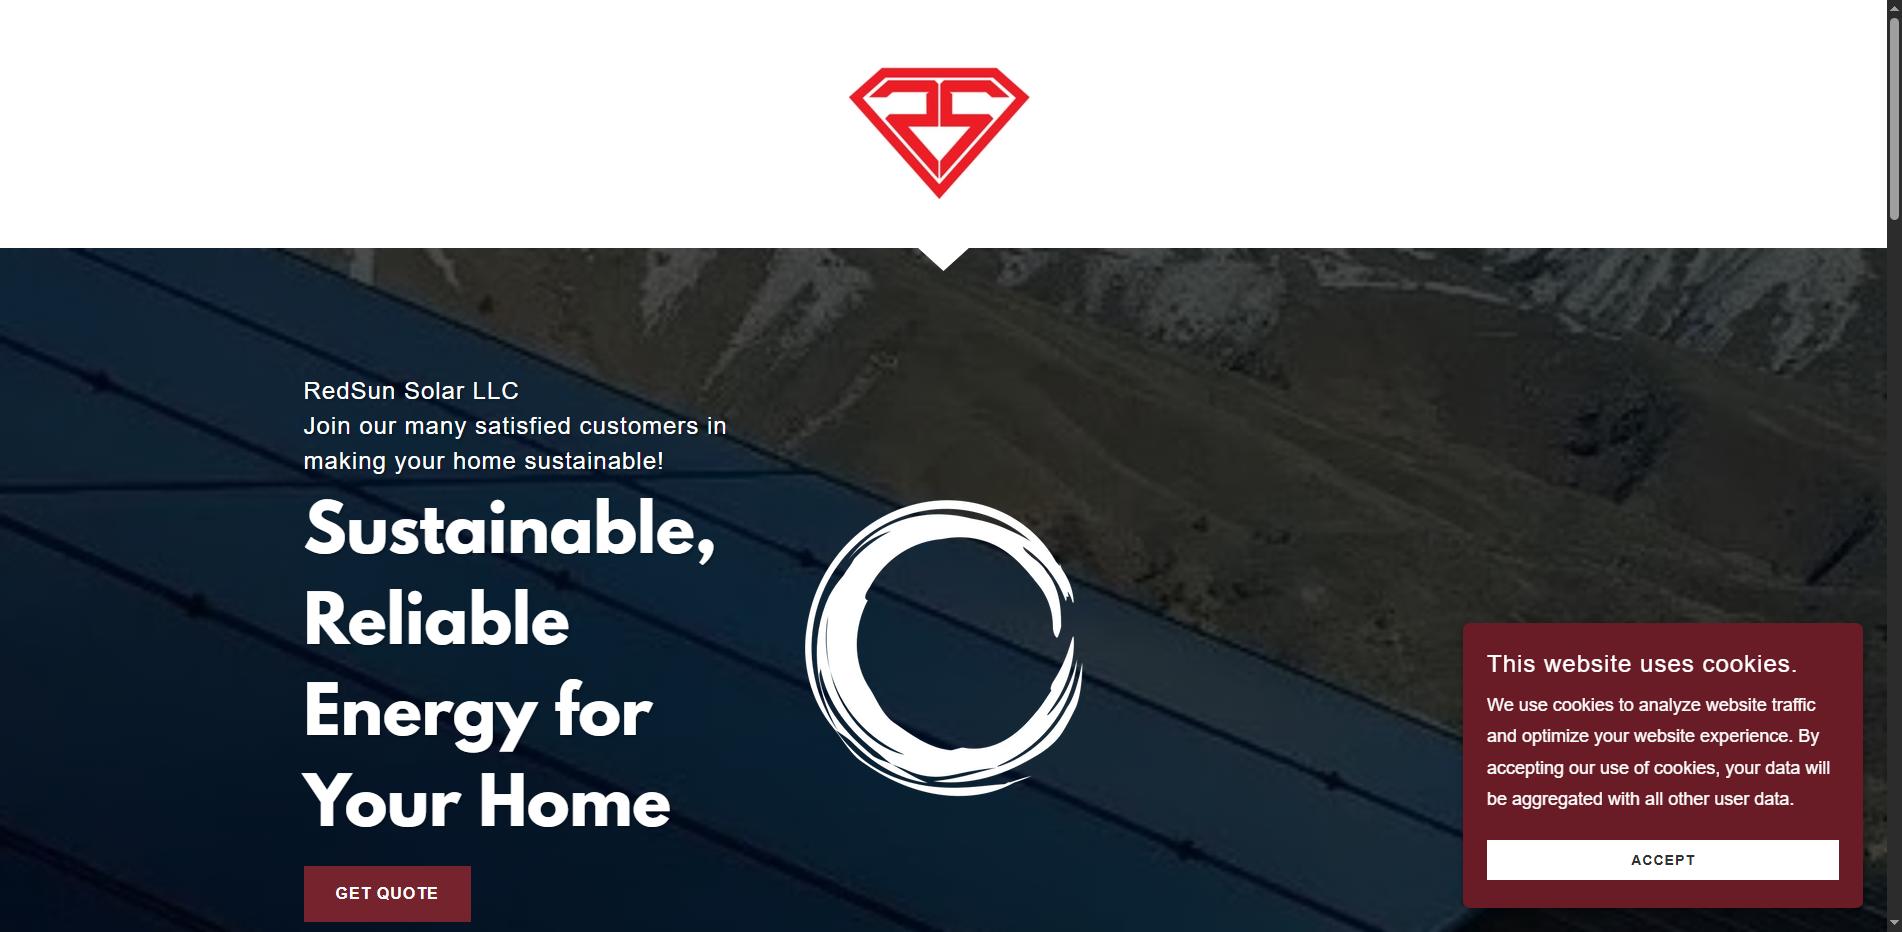 RedSun Solar LLC
Join our many satisfied customers in
making your home sustainable!
Sustainable,
Reliable
Energy for
Your Home
GET QUOTE
This website uses cookies.
We use cookies to analyze website traffic
and optimize your website experience. By
accepting our use of cookies, your data will
be aggregated with all other user data.
ACCEPT